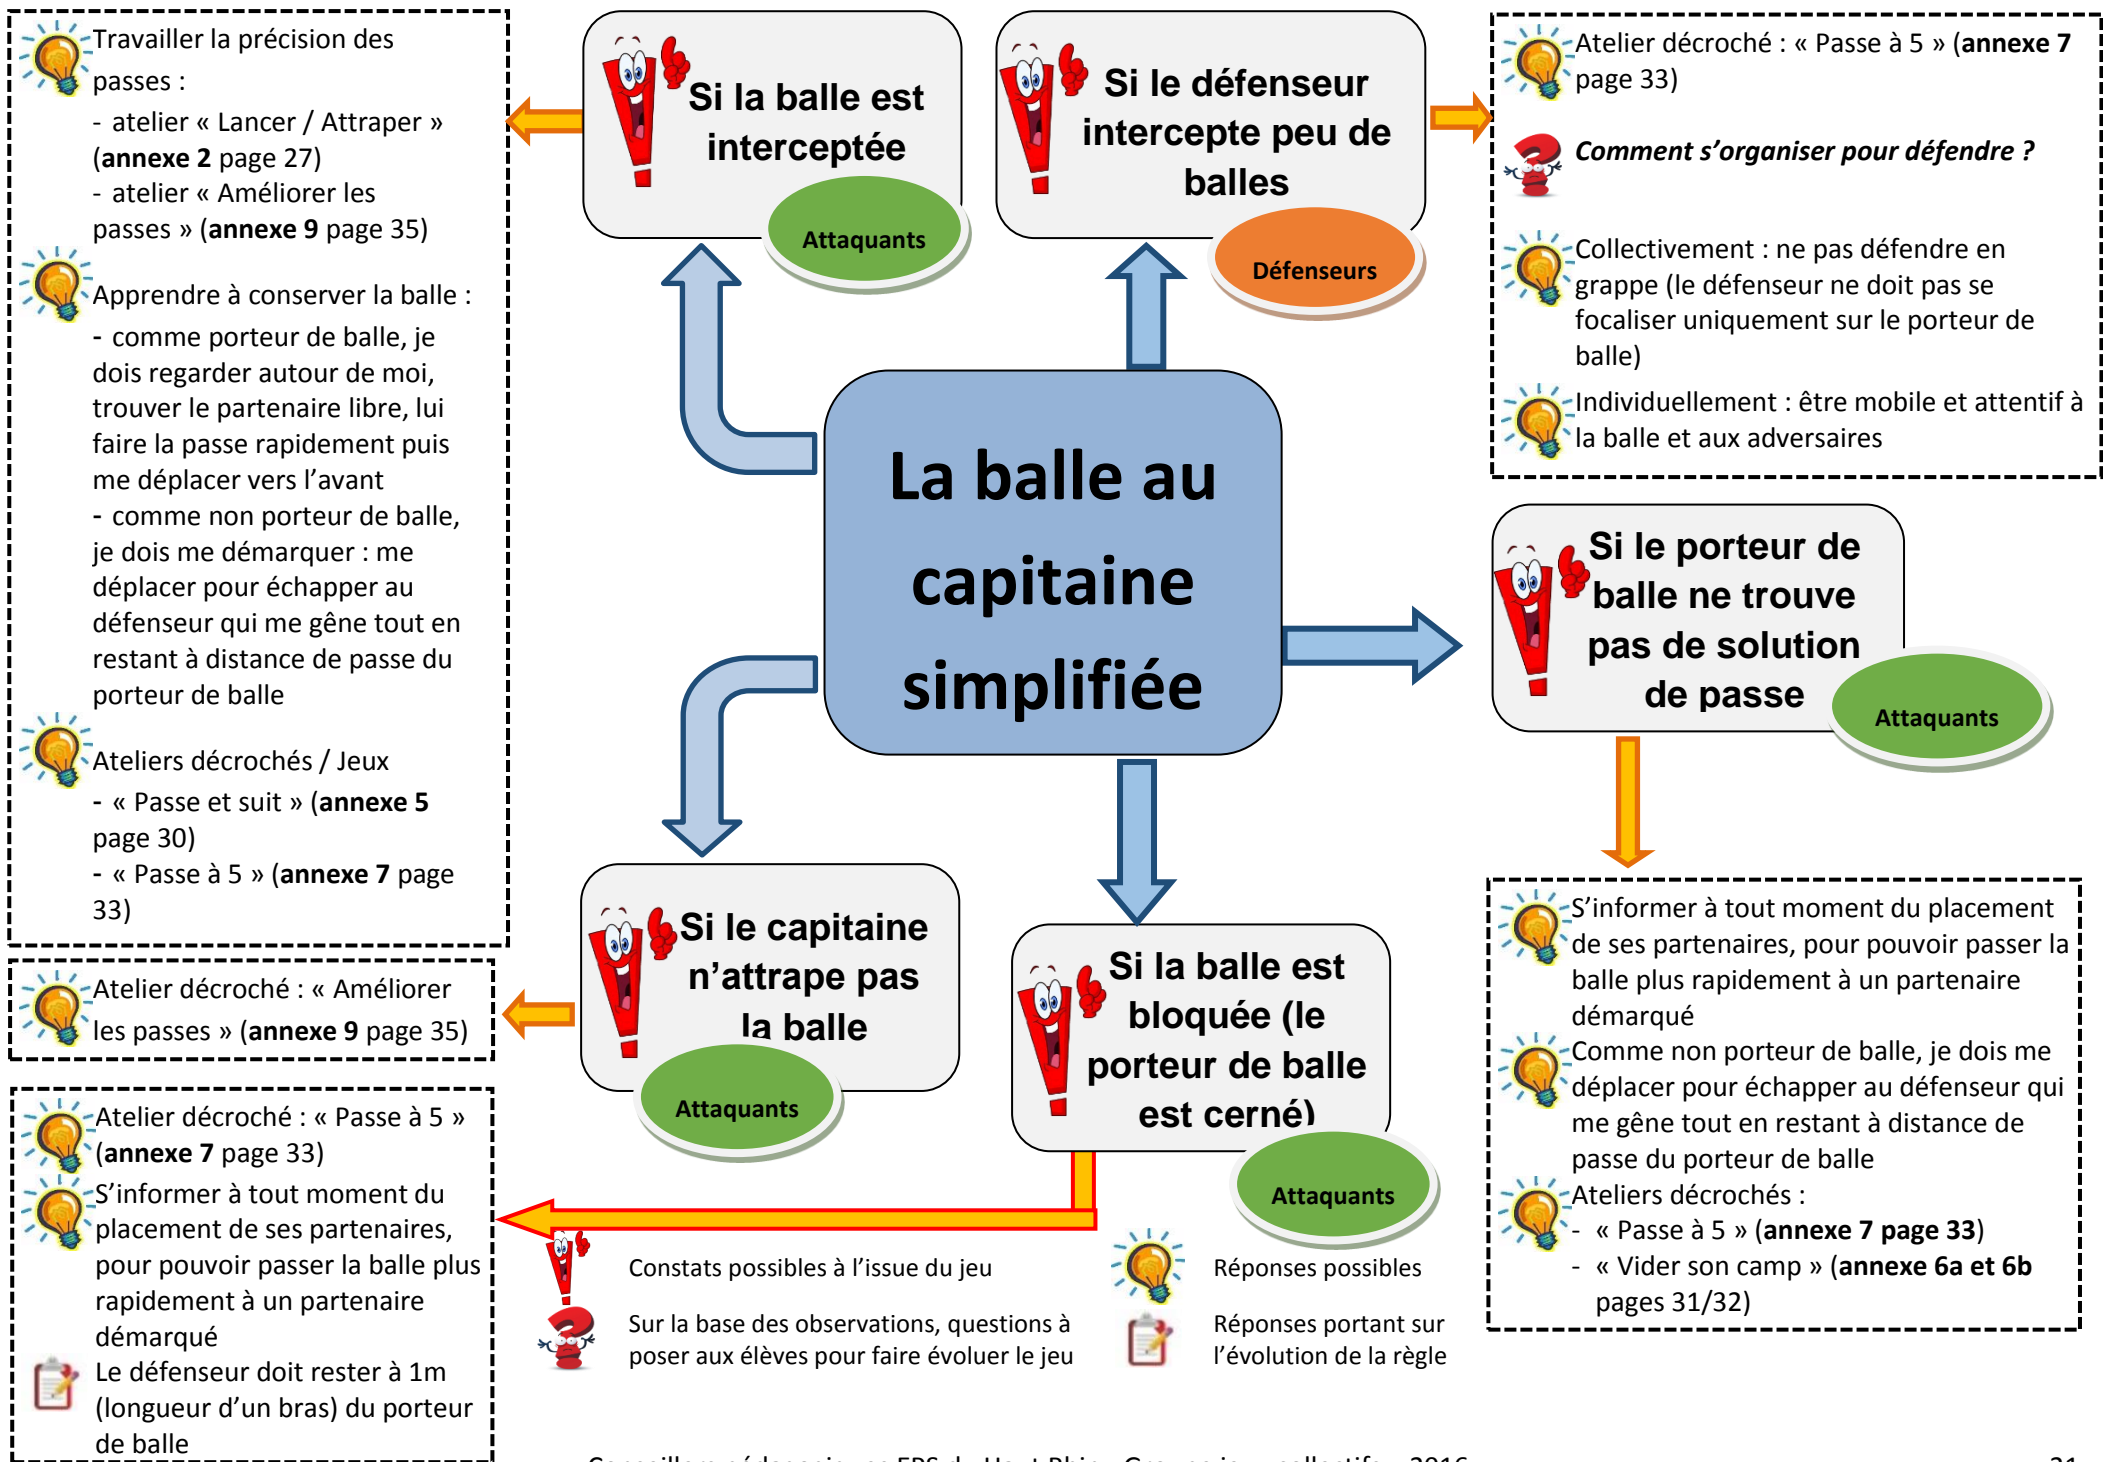 Travailler la précision des
passes :
- atelier « Lancer / Attraper »
(annexe 2 page 27)
- atelier « Améliorer les
passes » (annexe 9 page 35)
Apprendre à conserver la balle :
- comme porteur de balle, je
dois regarder autour de moi,
trouver le partenaire libre, lui
faire la passe rapidement puis
me déplacer vers l’avant
- comme non porteur de balle,
je dois me démarquer : me
déplacer pour échapper au
défenseur qui me gêne tout en
restant à distance de passe du
porteur de balle
Ateliers décrochés / Jeux
- « Passe et suit » (annexe 5
page 30)
- « Passe à 5 » (annexe 7 page
33)
Si la balle est
interceptée
Attaquants
Si le défenseur
intercepte peu de
balles
Défenseurs
Atelier décroché : « Passe à 5 » (annexe 7
page 33)
Comment s’organiser pour défendre ?
Collectivement : ne pas défendre en
grappe (le défenseur ne doit pas se
focaliser uniquement sur le porteur de
balle)
Individuellement : être mobile et attentif à
la balle et aux adversaires
La balle au
capitaine
simplifiée
Si le porteur de
balle ne trouve
pas de solution
de passe
Attaquants
Si le capitaine
n’attrape pas
la balle
Attaquants
Si la balle est
bloquée (le
porteur de balle
est cerné)
Attaquants
Atelier décroché : « Améliorer
les passes » (annexe 9 page 35)
Atelier décroché : « Passe à 5 »
(annexe 7 page 33)
S’informer à tout moment du
placement de ses partenaires,
pour pouvoir passer la balle plus
rapidement à un partenaire
démarqué
Le défenseur doit rester à 1m
(longueur d’un bras) du porteur
de balle
S’informer à tout moment du placement
de ses partenaires, pour pouvoir passer la
balle plus rapidement à un partenaire
démarqué
Comme non porteur de balle, je dois me
déplacer pour échapper au défenseur qui
me gêne tout en restant à distance de
passe du porteur de balle
Ateliers décrochés :
- « Passe à 5 » (annexe 7 page 33)
- « Vider son camp » (annexe 6a et 6b
pages 31/32)
Constats possibles à l’issue du jeu
Sur la base des observations, questions à
poser aux élèves pour faire évoluer le jeu
Réponses possibles
Réponses portant sur
l’évolution de la règle